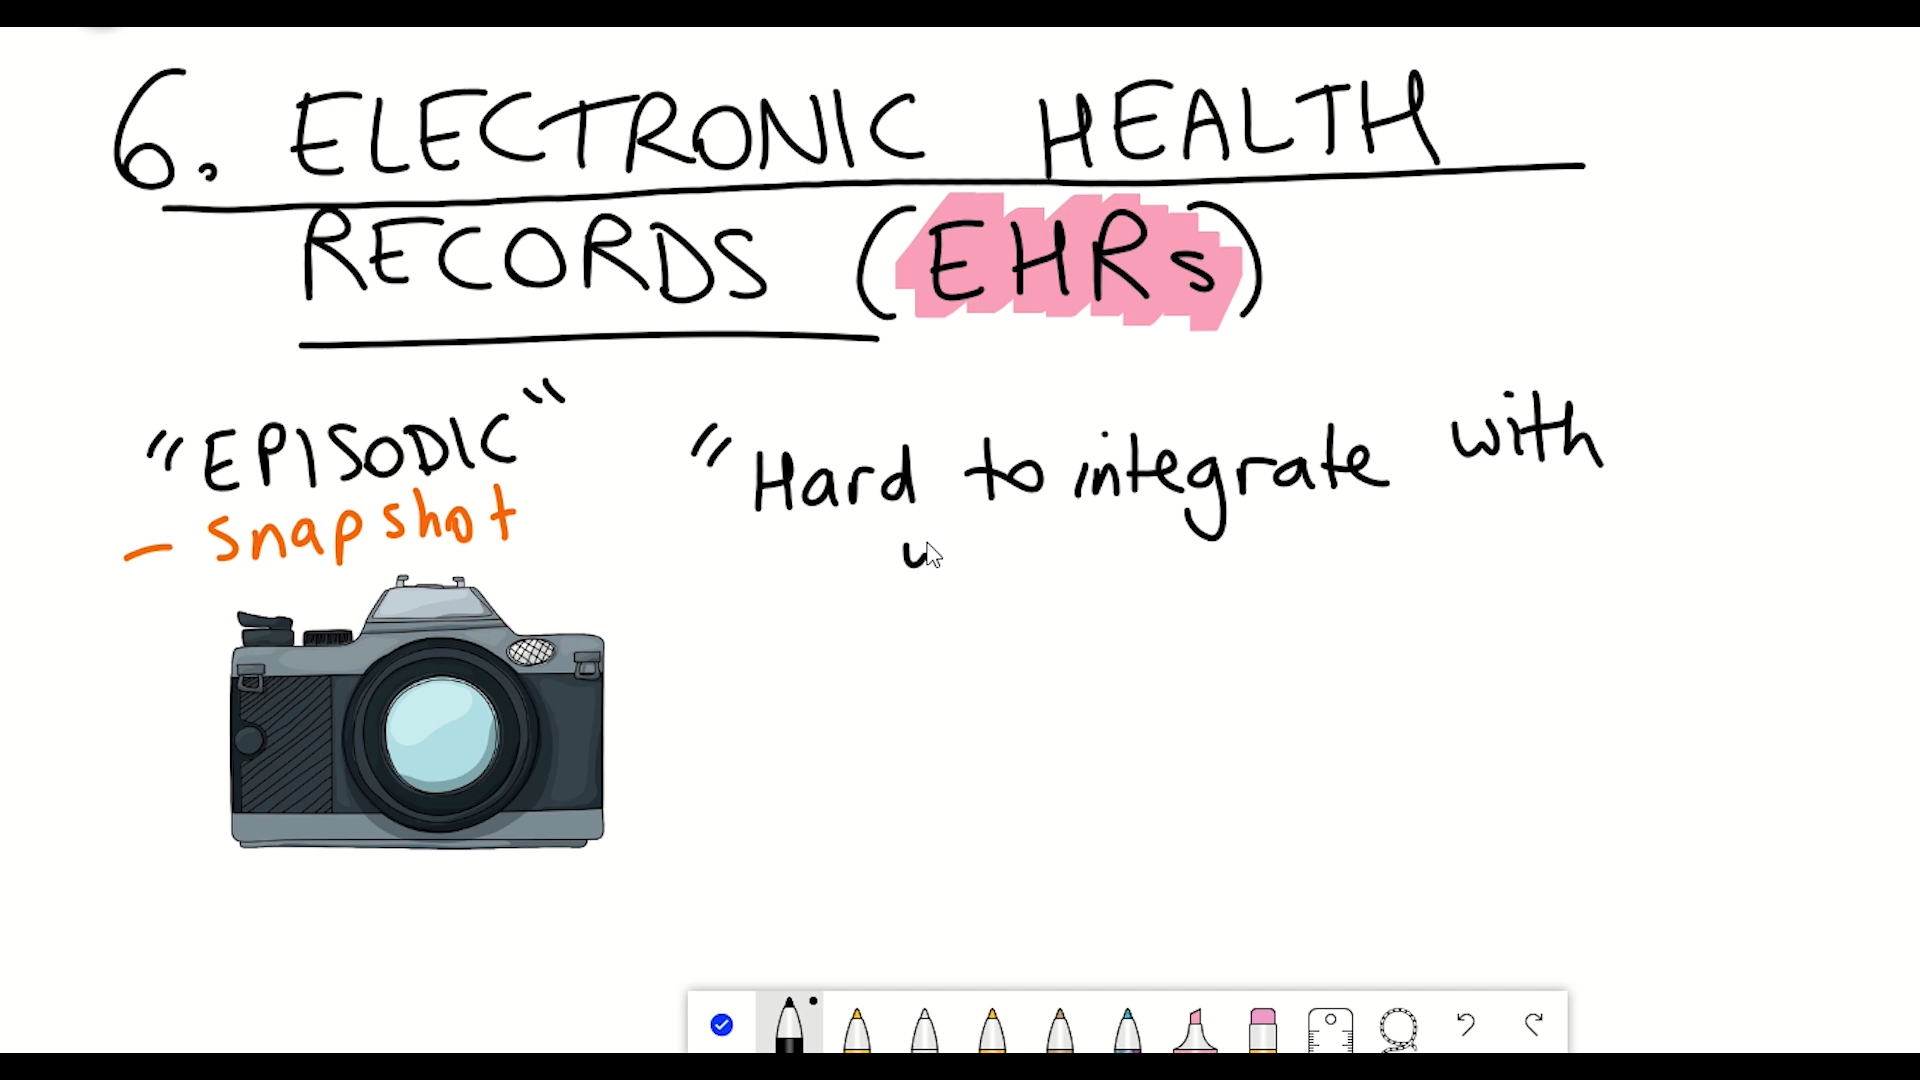 6. ELECTRONIC HEALTH
RECORDS (EHRs)
"EPISODIC"
- snapshot
"Hard to integrate with